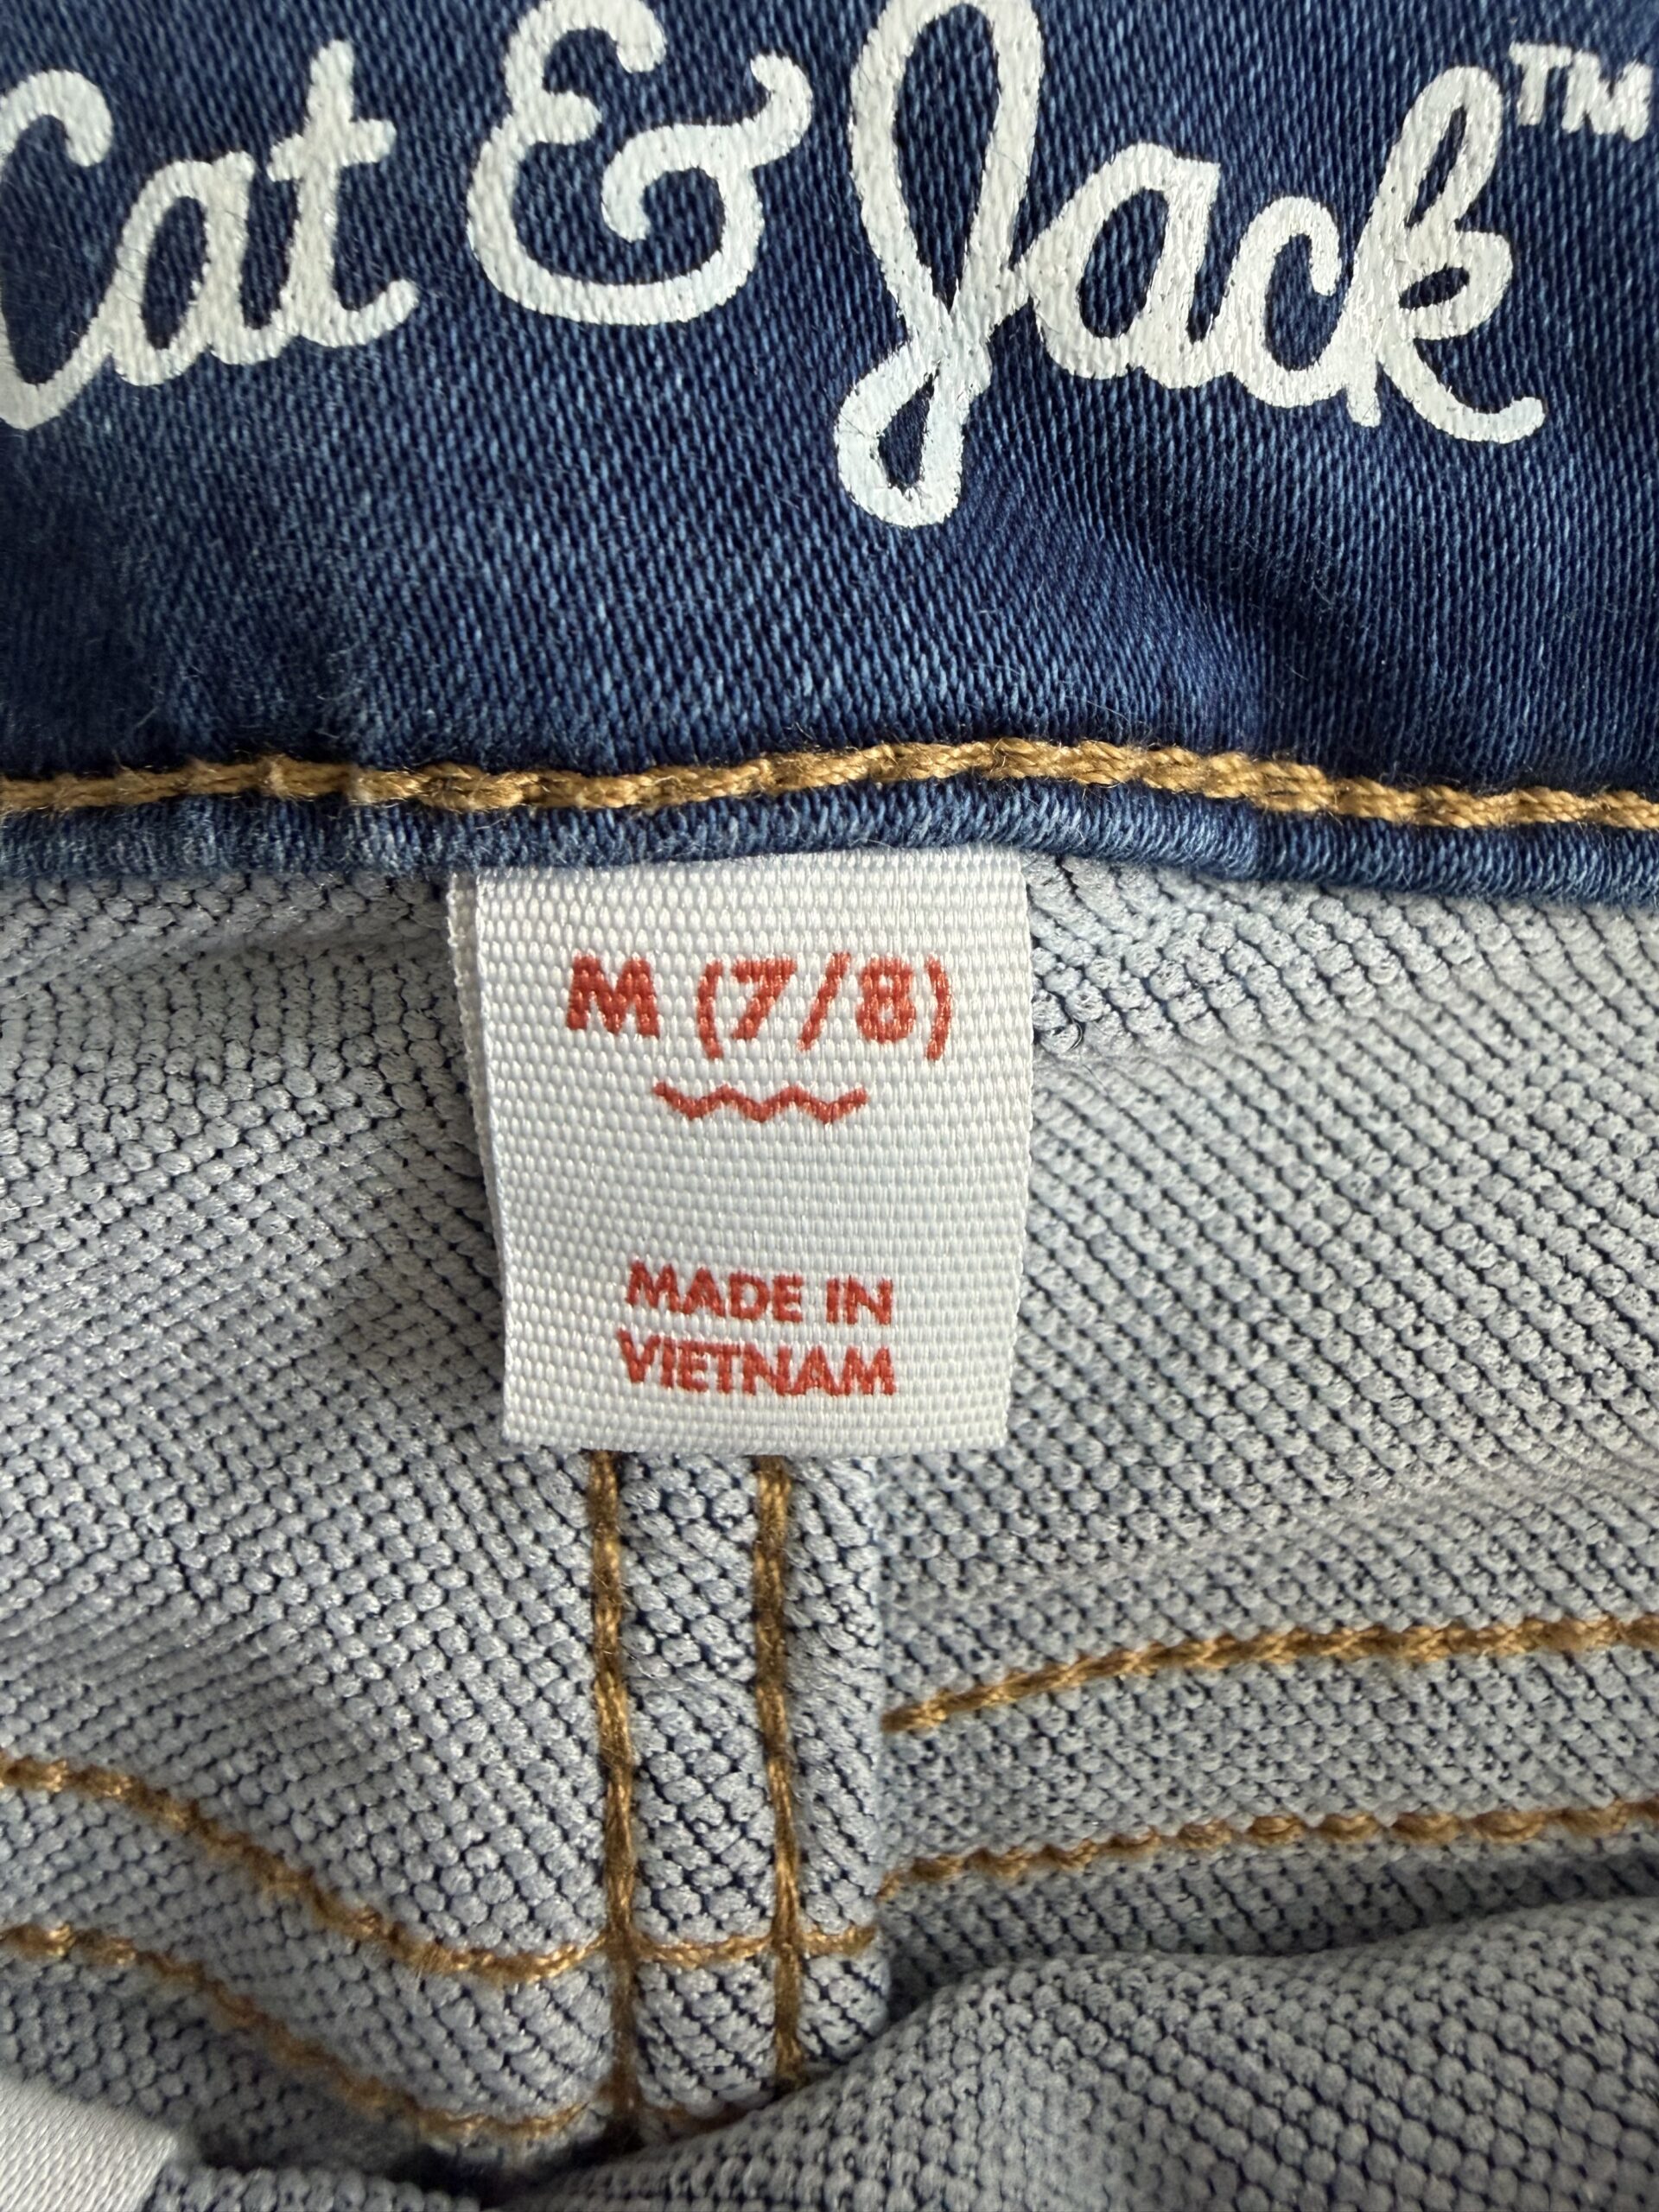 Cat & Jack™
M (7/8)
MADE IN
VIETNAM